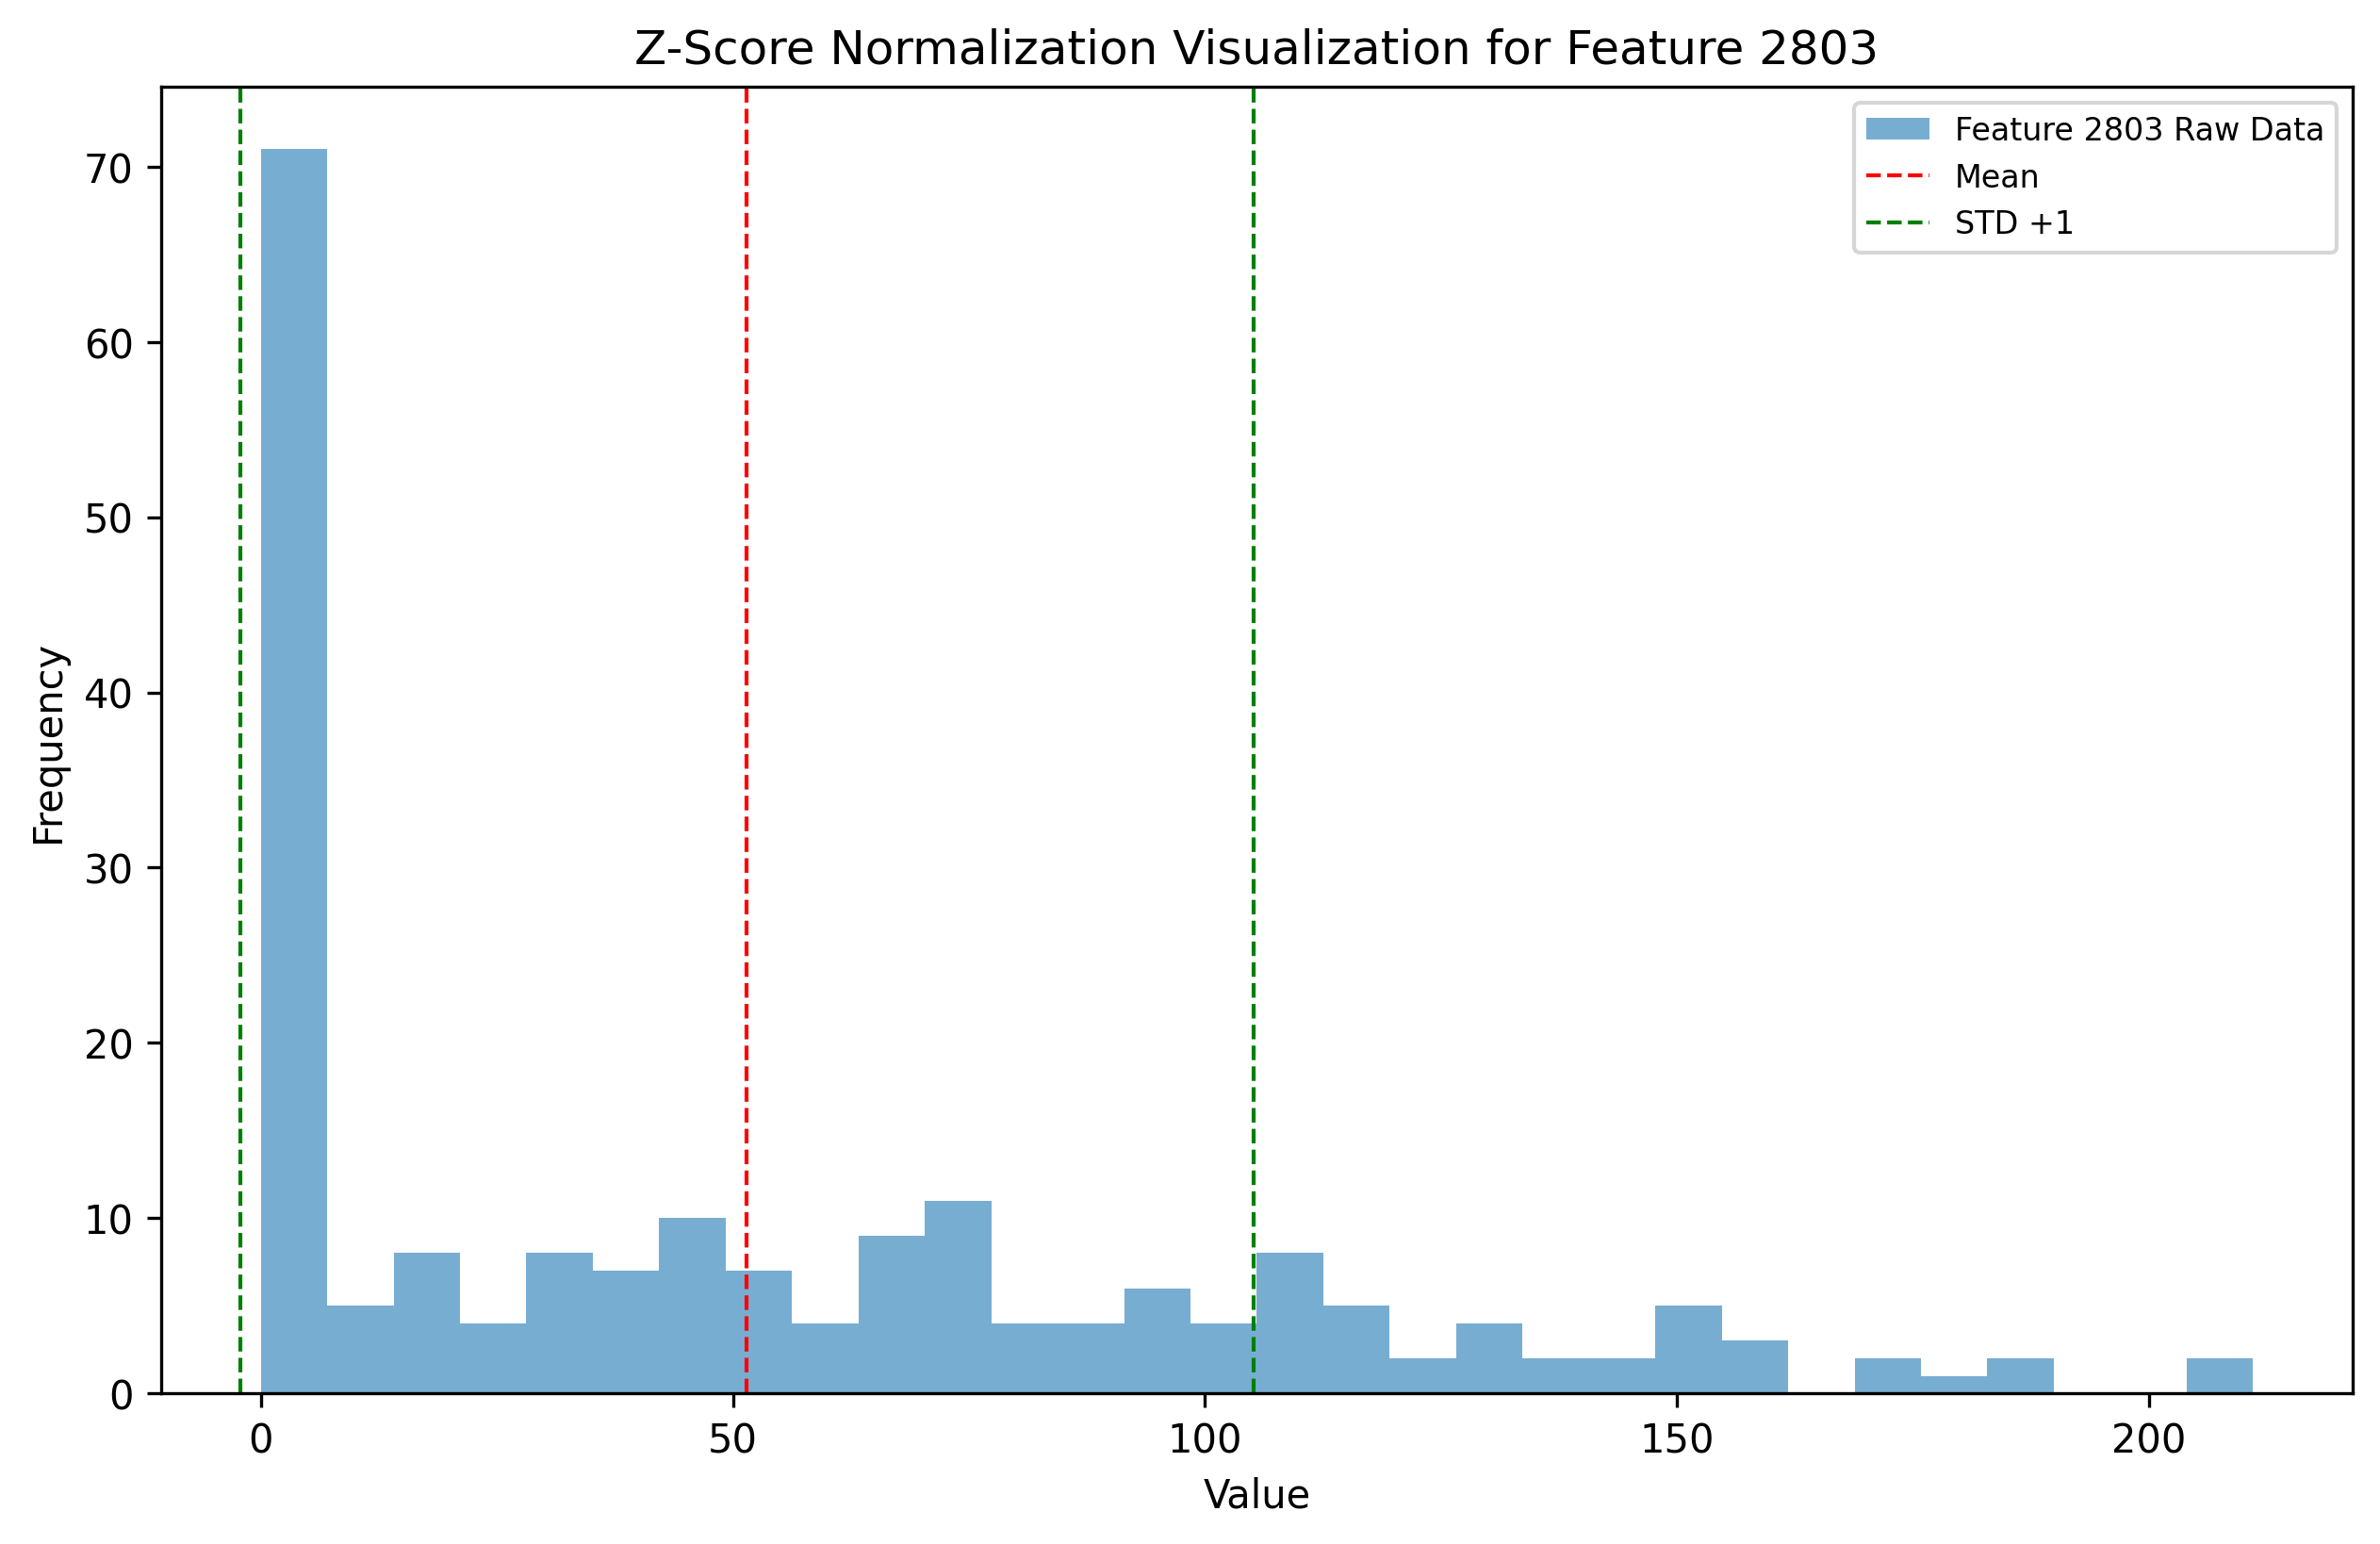 Z-Score Normalization Visualization for Feature 2803
Feature 2803 Raw Data
Mean
STD +1
70
60
50
40
30
20
10
0
Frequency
0 50 100 150 200
Value